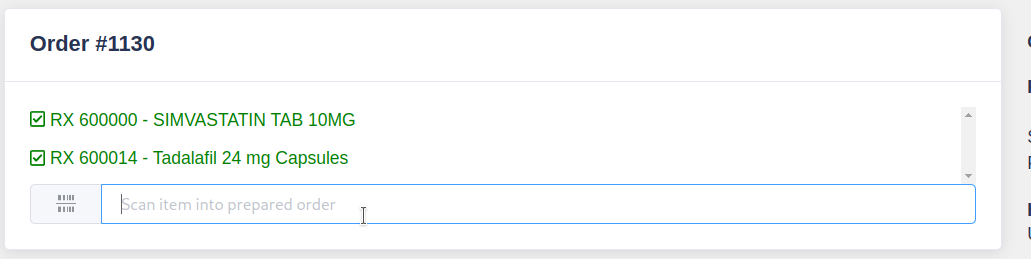 Order #1130
RX 600000 - SIMVASTATIN TAB 10MG
RX 600014 - Tadalafil 24 mg Capsules
Scan item into prepared order